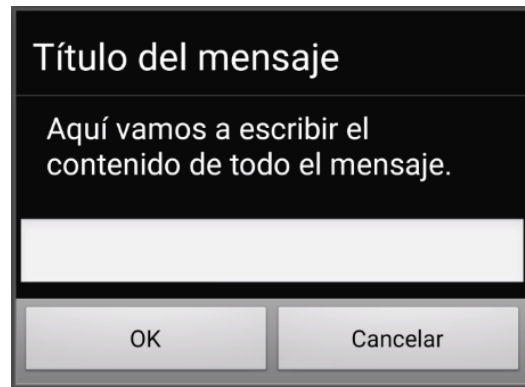 Título del mensaje
Aquí vamos a escribir el
contenido de todo el mensaje.
OK
Cancelar